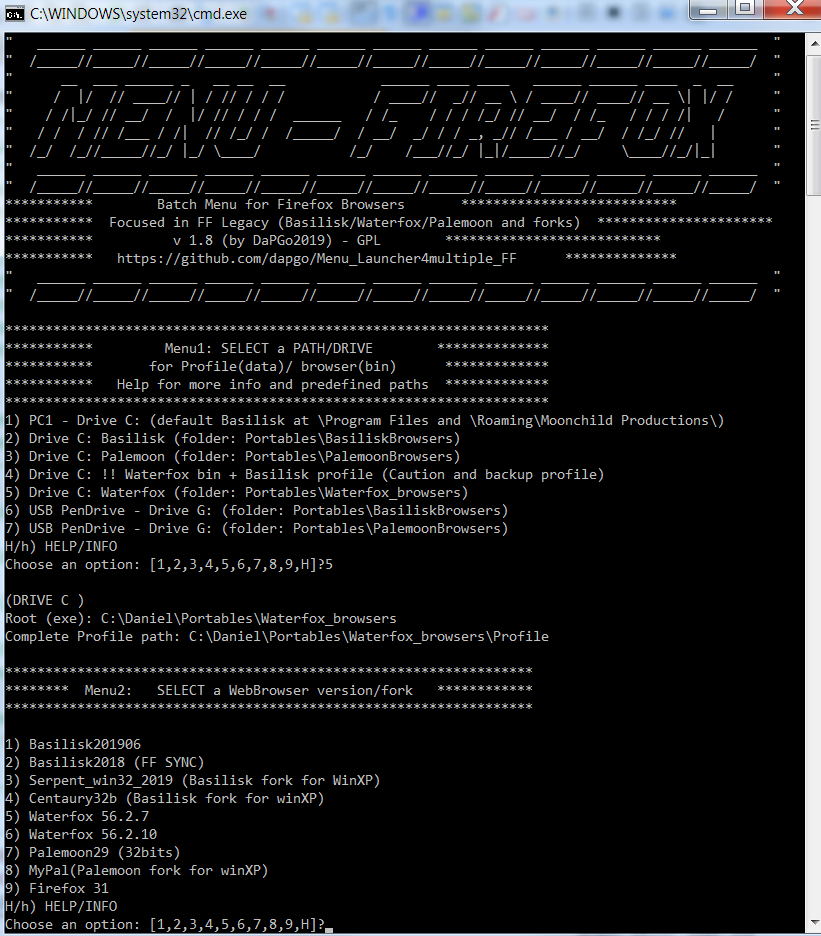 C:\WINDOWS\system32\cmd.exe
MENU - FIREFOX
*********** Batch Menu for Firefox Browsers ***************************
*********** Focused in FF Legacy (Basilisk/Waterfox/Palemoon and forks) **********************
*********** v 1.8 (by DaPGo2019) - GPL ***************************
*********** https://github.com/dapgo/Menu_Launcher4multiple_FF **************
********************************************************************
*********** Menu1: SELECT a PATH/DRIVE **************
*********** for Profile(data)/ browser(bin) *************
*********** Help for more info and predefined paths *************
********************************************************************
1) PC1 - Drive C: (default Basilisk at \Program Files and \Roaming\Moonchild Productions\)
2) Drive C: Basilisk (folder: Portables\BasiliskBrowsers)
3) Drive C: Palemoon (folder: Portables\PalemoonBrowsers)
4) Drive C: !! Waterfox bin + Basilisk profile (Caution and backup profile)
5) Drive C: Waterfox (folder: Portables\Waterfox_browsers)
6) USB PenDrive - Drive G: (folder: Portables\BasiliskBrowsers)
7) USB PenDrive - Drive G: (folder: Portables\PalemoonBrowsers)
H/h) HELP/INFO
Choose an option: [1,2,3,4,5,6,7,8,9,H]?5
(DRIVE C )
Root (exe): C:\Daniel\Portables\Waterfox_browsers
Complete Profile path: C:\Daniel\Portables\Waterfox_browsers\Profile
******************************************************************
******** Menu2: SELECT a WebBrowser version/fork ************
******************************************************************
1) Basilisk201906
2) Basilisk2018 (FF SYNC)
3) Serpent_win32_2019 (Basilisk fork for WinXP)
4) Centaury32b (Basilisk fork for winXP)
5) Waterfox 56.2.7
6) Waterfox 56.2.10
7) Palemoon29 (32bits)
8) MyPal(Palemoon fork for winXP)
9) Firefox 31
H/h) HELP/INFO
Choose an option: [1,2,3,4,5,6,7,8,9,H]?